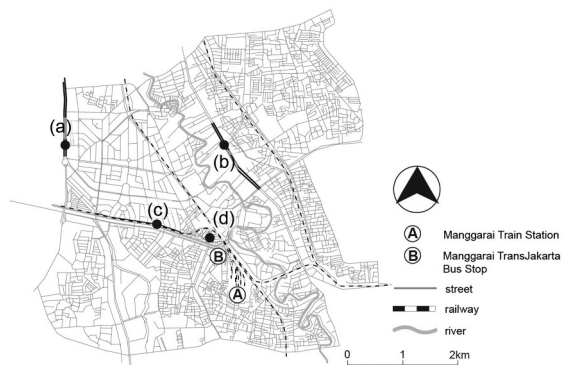 (a)
(b)
(c)
(d)
B
A
A Manggarai Train Station
B Manggarai TransJakarta
Bus Stop
street
railway
river
0 1 2km